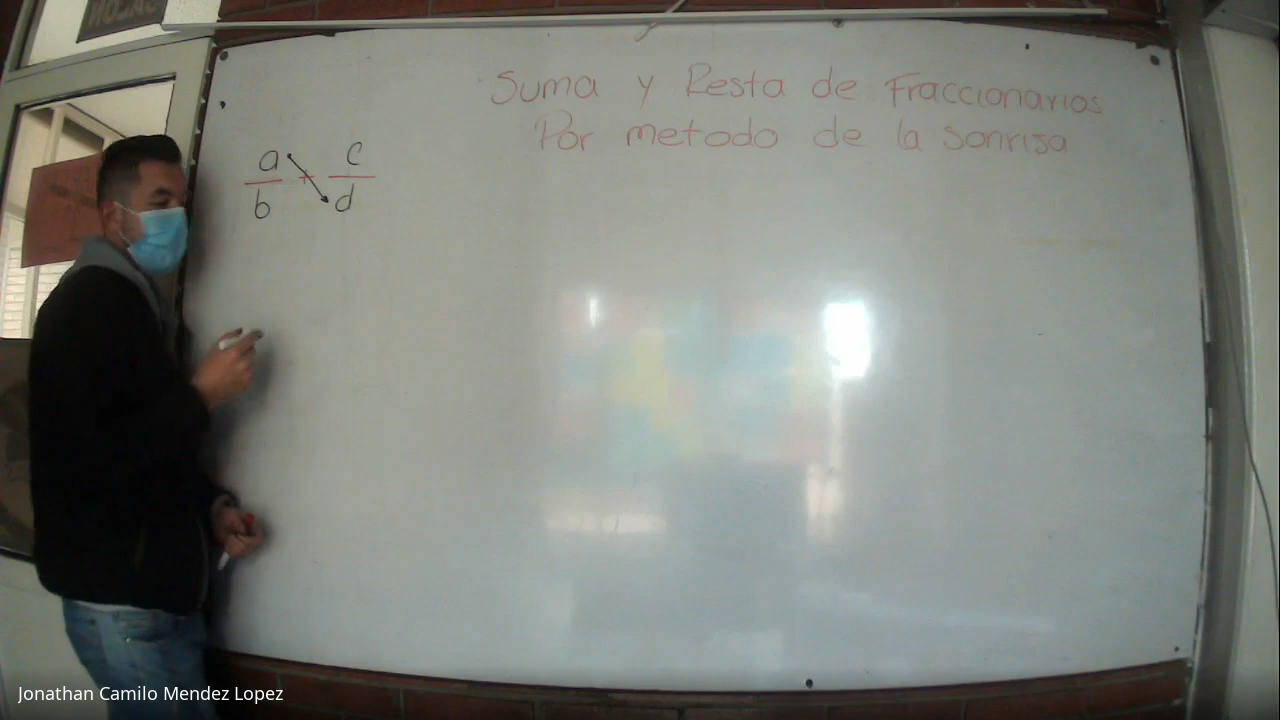 Suma y Resta de Fraccionarios
Por metodo de la Sonrisa
a + c
b d
Jonathan Camilo Mendez Lopez